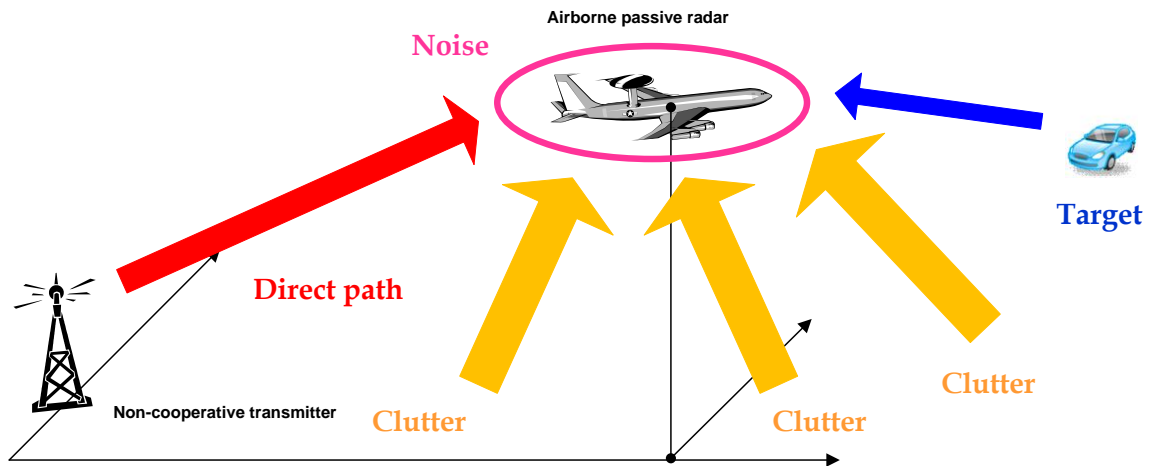 Airborne passive radar
Noise
Target
Direct path
Clutter
Non-cooperative transmitter
Clutter
Clutter